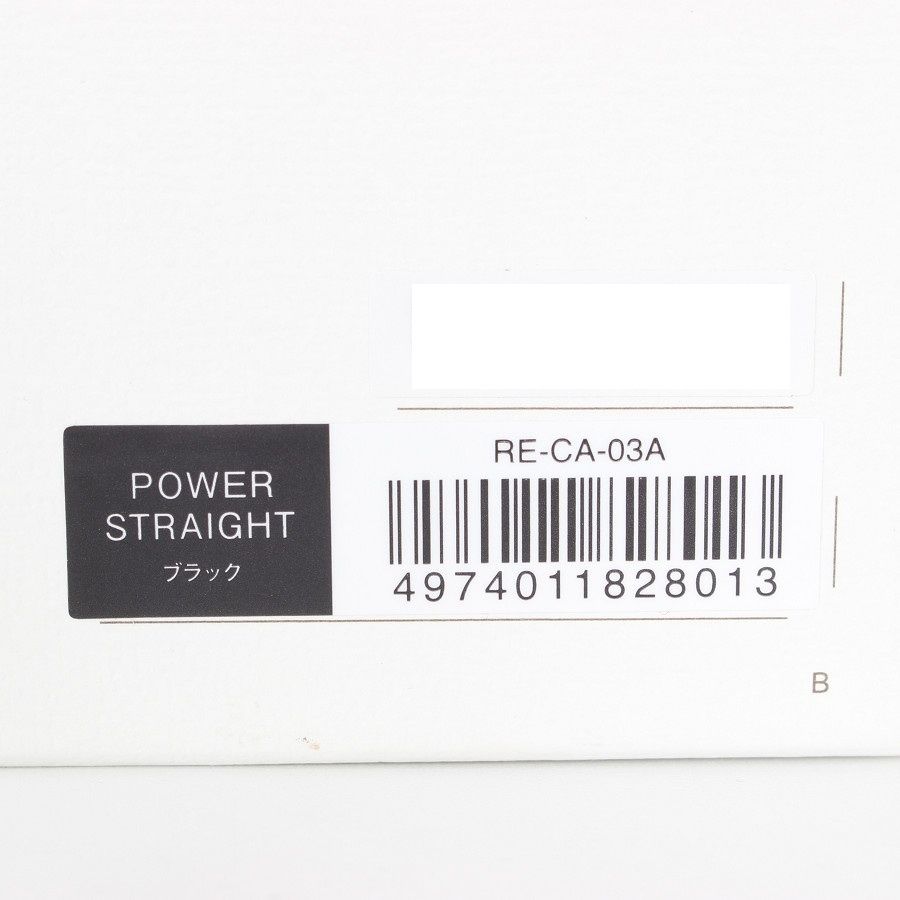 POWER
STRAIGHT
ブラック
RE-CA-03A
4974011828013
B